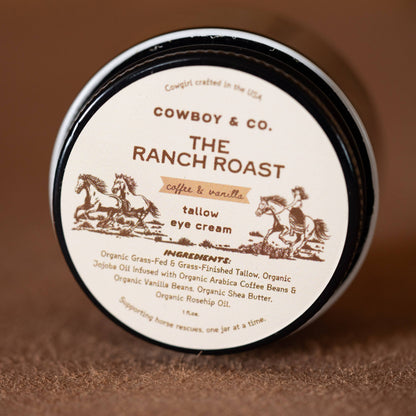 Cowgirl crafted in the USA
COWBOY & CO.
THE
RANCH ROAST
coffee & vanilla
tallow
eye cream
INGREDIENTS:
Organic Grass-Fed & Grass-Finished Tallow, Organic
Jojoba Oil Infused with Organic Arabica Coffee Beans &
Organic Vanilla Beans, Organic Shea Butter,
Organic Rosehip Oil.
1 fl.oz.
Supporting horse rescues, one jar at a time.